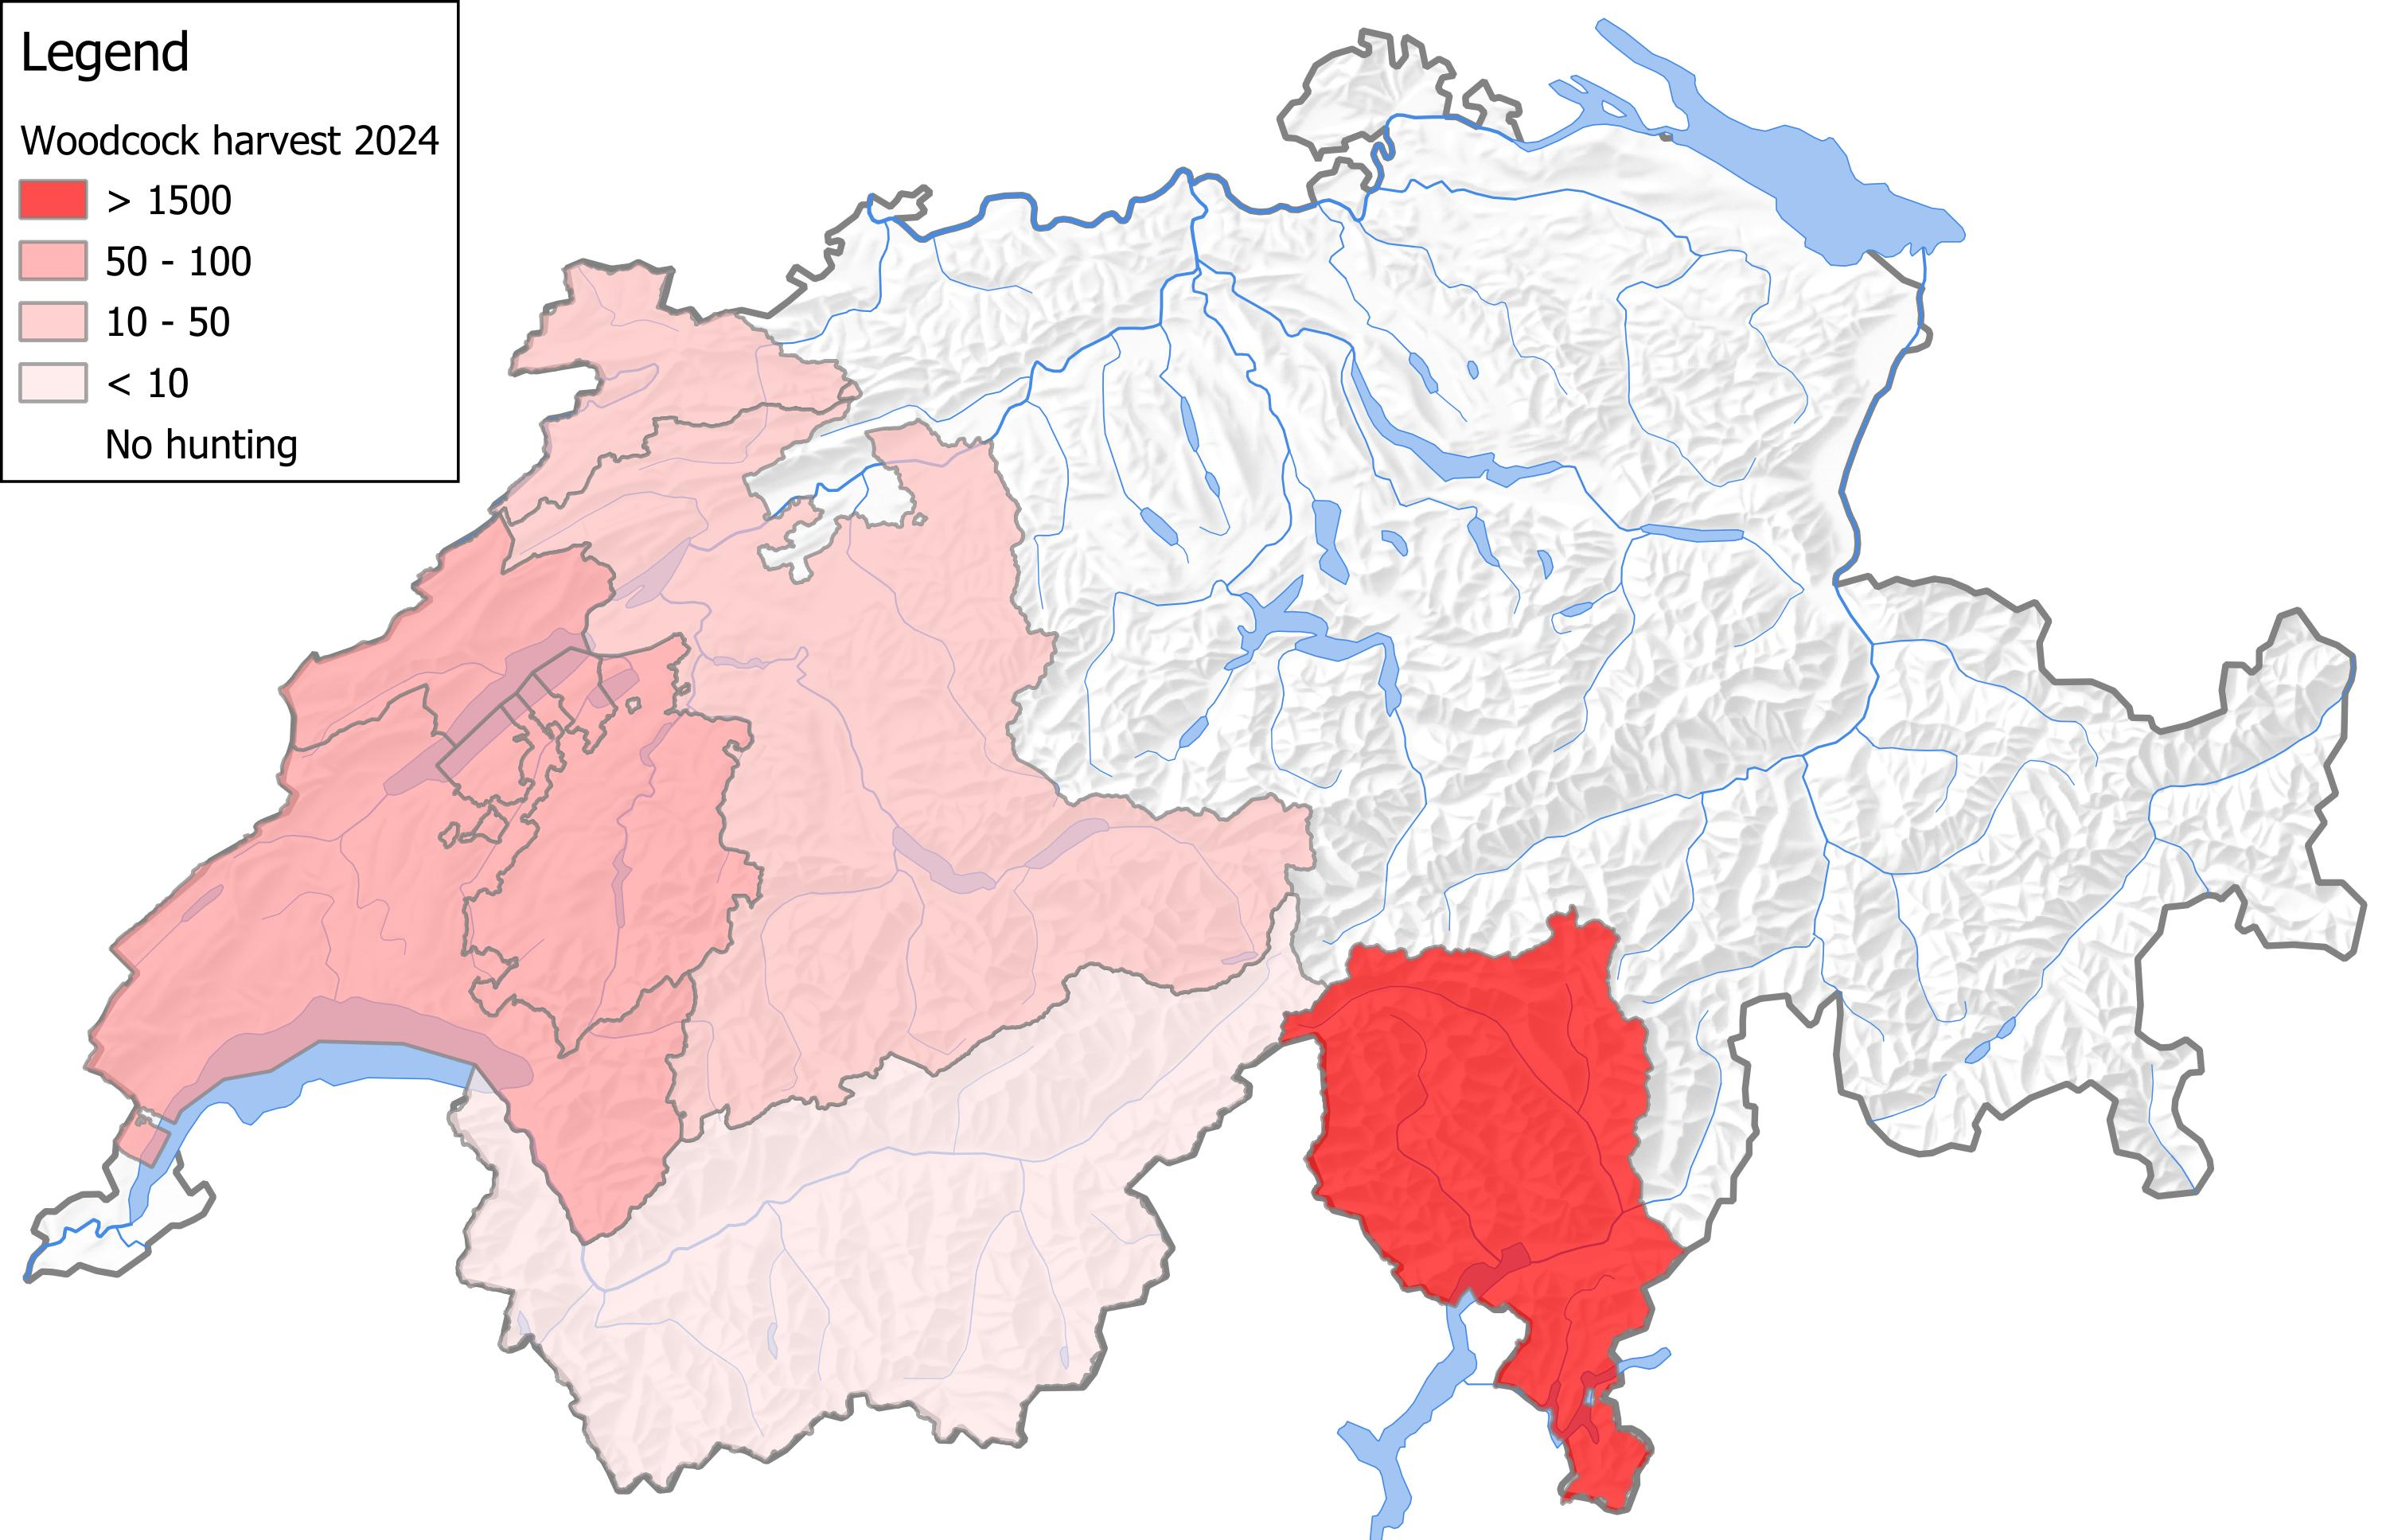 Legend
Woodcock harvest 2024
> 1500
50 - 100
10 - 50
< 10
No hunting